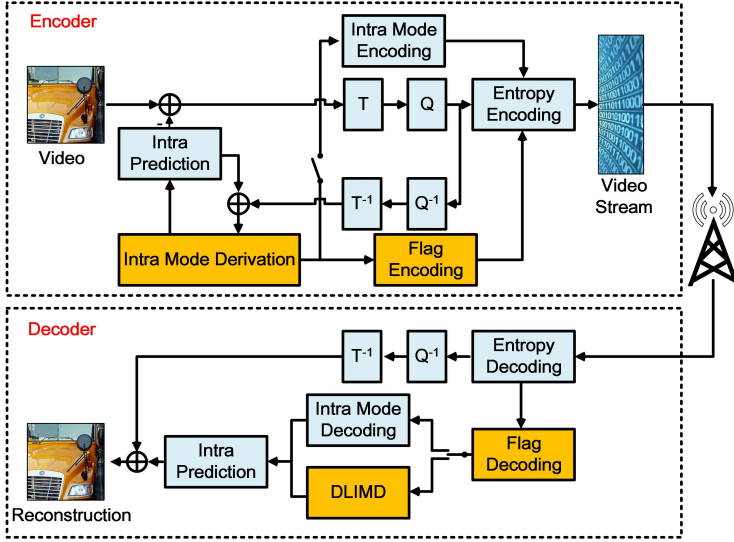 Encoder
Intra Mode
Encoding
T
Q
Entropy
Encoding
Video
-
Intra
Prediction
T-1
Q-1
Video
Stream
Intra Mode Derivation
Flag
Encoding
Decoder
T-1
Q-1
Entropy
Decoding
Intra Mode
Decoding
Intra
Prediction
Flag
Decoding
DLIMD
Reconstruction